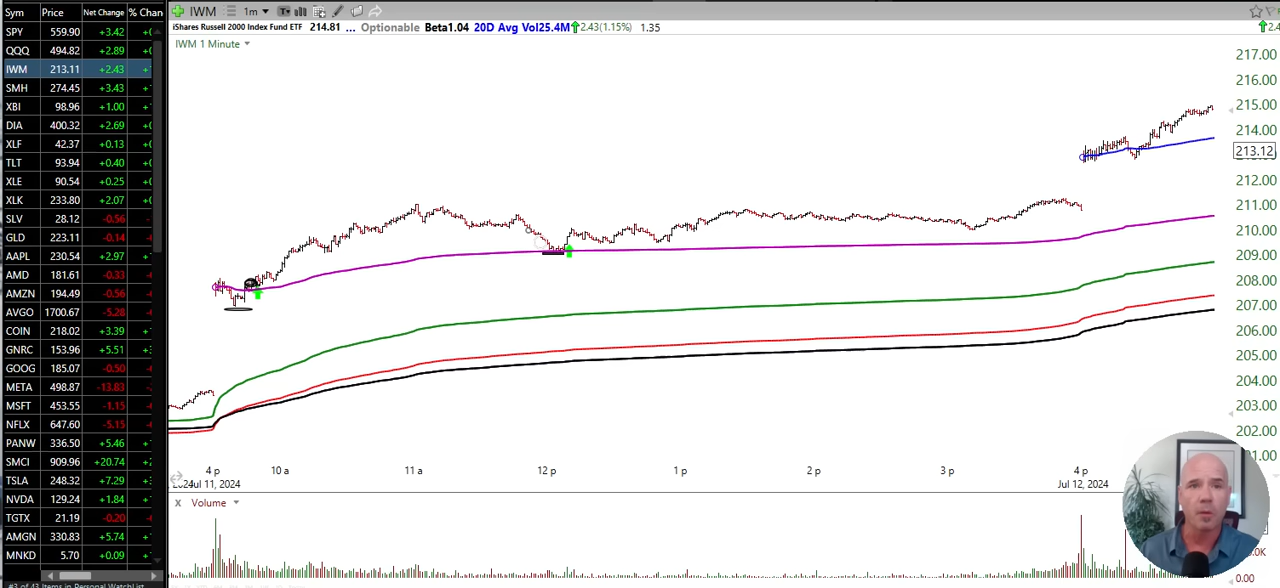 Sym Price Net Change % Chan
SPY 559.90 +3.42
QQQ 494.82 +2.89
IWM 213.11 +2.43
SMH 274.45 +3.43
XBI 98.96 +1.00
DIA 400.32 +2.69
XLF 42.37 +0.13
TLT 93.94 +0.40
XLE 90.54 +0.25
XLK 233.80 +2.07
SLV 28.12 -0.56
GLD 223.11 -0.14
AAPL 230.54 +2.97
AMD 181.61 -0.33
AMZN 194.49 -0.56
AVGO 1700.67 -5.28
COIN 218.02 +3.39
GNRC 153.96 +5.51
GOOG 185.07 -0.50
META 498.87 -13.83
MSFT 453.55 -1.15
NFLX 647.60 -5.15
PANW 336.50 +5.46
SMCI 909.96 +20.74
TSLA 248.32 +7.29
NVDA 129.24 +1.84
TGTX 21.19 -0.20
AMGN 330.83 +5.74
MNKD 5.70 +0.09
#3 of 43 Items in Personal WatchList
IWM 1m
iShares Russell 2000 Index Fund ETF 214.81 ... Optionable Beta1.04 20D Avg Vol25.4M 2.43(1.15%) 1.35
IWM 1 Minute
217.00
216.00
215.00
214.00
213.12
212.00
211.00
210.00
209.00
208.00
207.00
206.00
205.00
204.00
203.00
202.00
4 p 10 a 11 a 12 p 1 p 2 p 3 p 4 p
Jul 11, 2024 Jul 12, 2024
X Volume
0.00